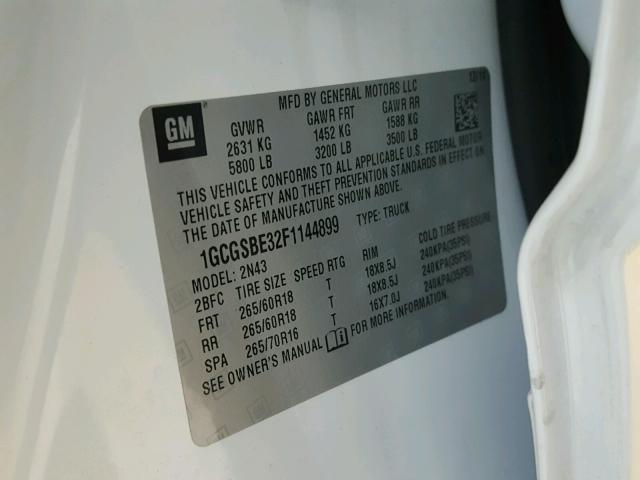 MFD BY GENERAL MOTORS LLC
GM
GVWR GAWR FRT GAWR RR
2631 KG 1452 KG 1588 KG
5800 LB 3200 LB 3500 LB
THIS VEHICLE CONFORMS TO ALL APPLICABLE U.S. FEDERAL MOTOR
VEHICLE SAFETY AND THEFT PREVENTION STANDARDS IN EFFECT ON
THE DATE OF MANUFACTURE SHOWN ABOVE.
1GCGSBE32F1144899 TYPE: TRUCK
MODEL: 2N43
2BFC TIRE SIZE SPEED RTG RIM COLD TIRE PRESSURE
FRT 265/60R18 T 18X8.5J 240KPA(35PSI)
RR 265/60R18 T 18X8.5J 240KPA(35PSI)
SPA 265/70R16 T 16X7.0J 240KPA(35PSI)
SEE OWNER'S MANUAL FOR MORE INFORMATION.